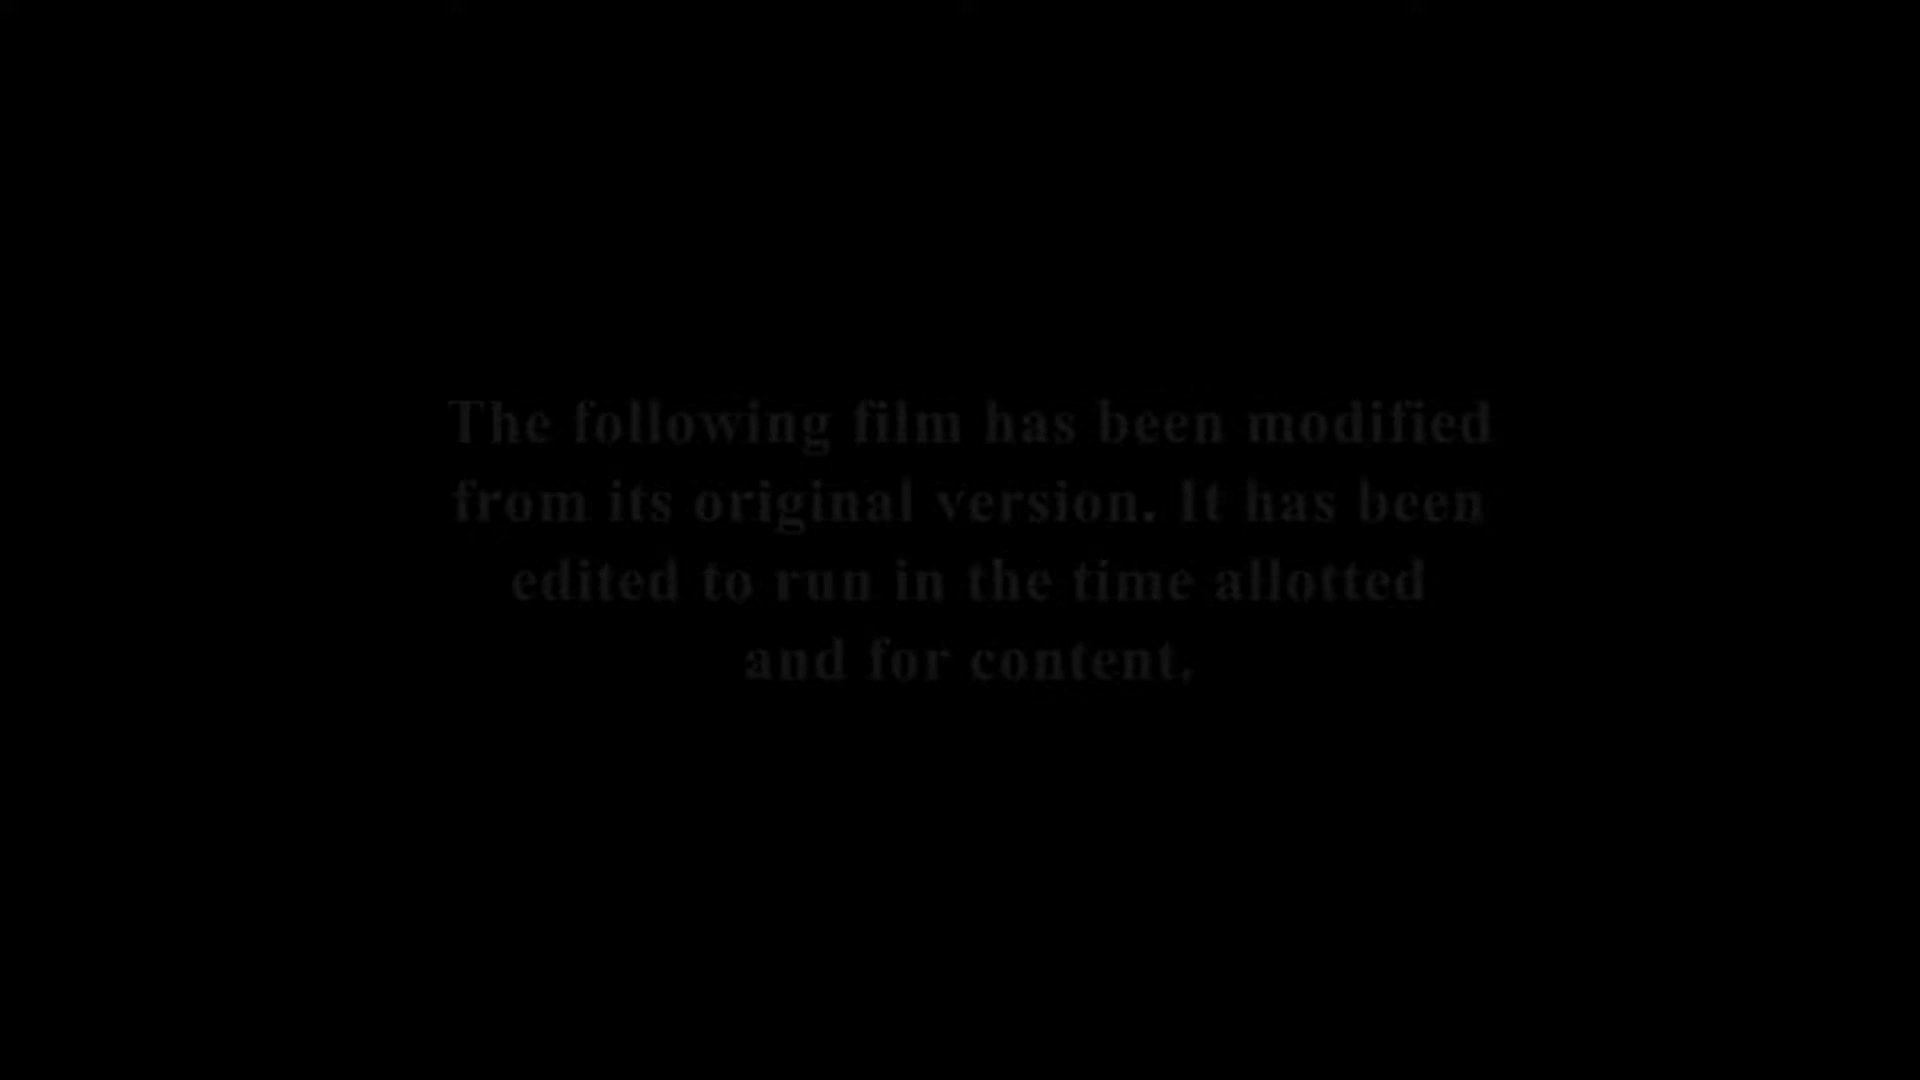 The following film has been modified
from its original version. It has been
edited to run in the time allotted
and for content.